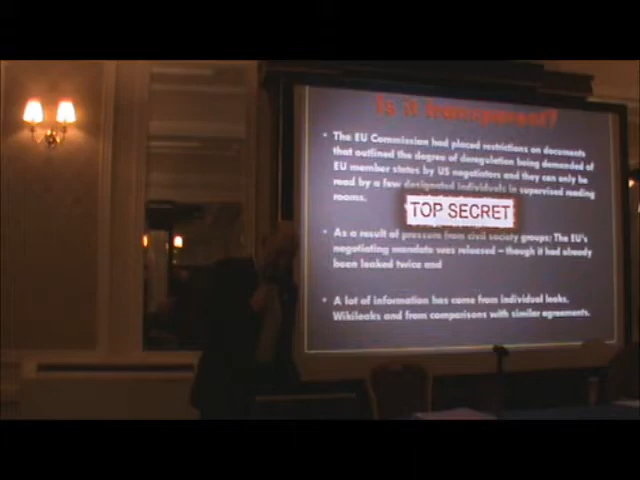 Is it transparent?
• The EU Commission had placed restrictions on documents
that outlined the degree of deregulation being demanded of
EU member states by US negotiators and they can only be
read by a few designated individuals in supervised reading
rooms.
TOP SECRET
• As a result of pressure from civil society groups: The EU's
negotiating mandate was released – though it had already
been leaked twice and
• A lot of information has come from individual leaks,
Wikileaks and from comparisons with similar agreements.